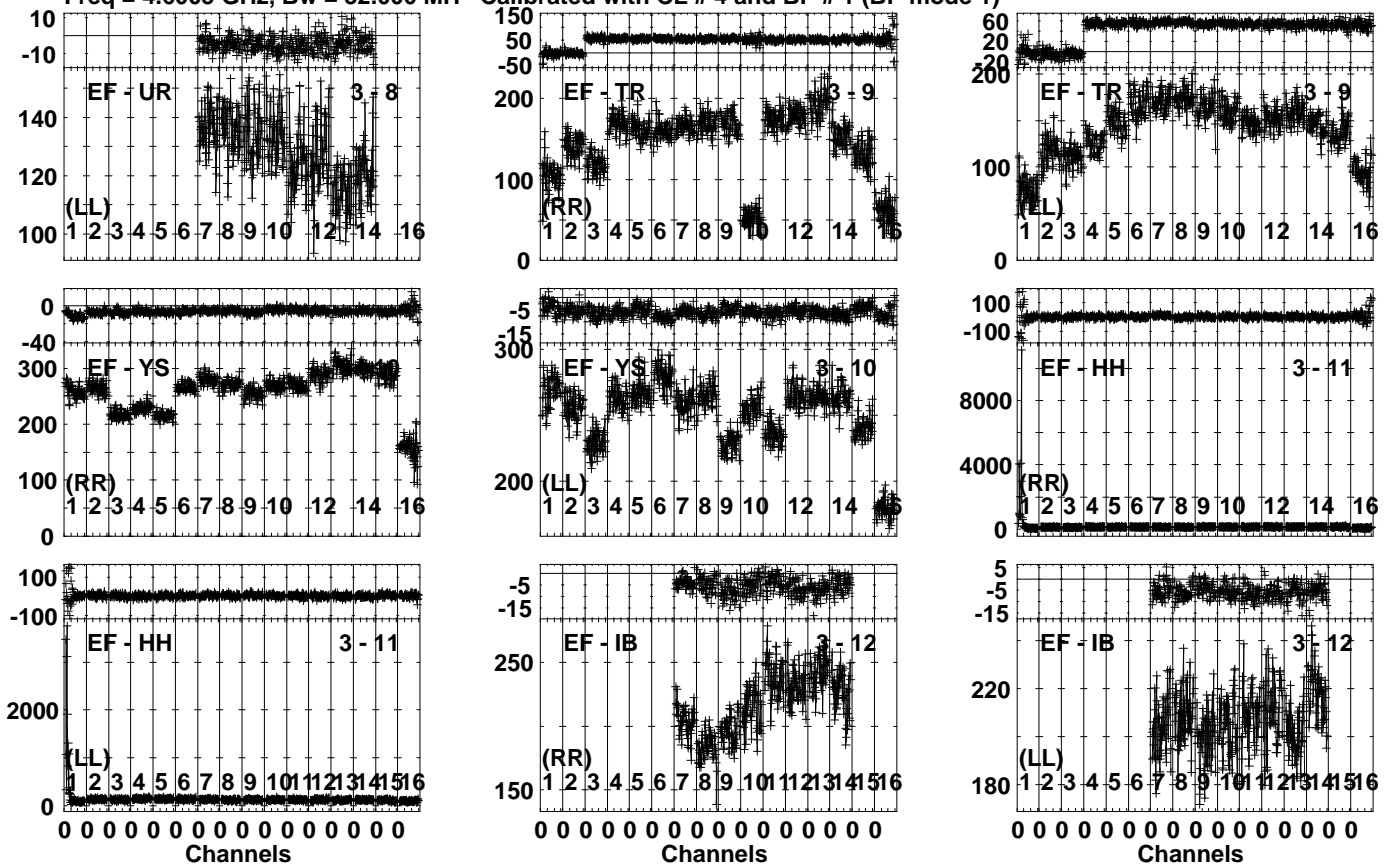 Freq = 4.6005 GHz, Bw = 32.000 MH Calibrated with CL # 4 and BP # 1 (BP mode 1)
10
-10
150
50
-50
60
20
-20
EF - UR 3 - 8
140
120
100
(LL)
1 2 3 4 5 6 7 8 9 10 12 14 16
EF - TR 3 - 9
200
100
0
(RR)
1 2 3 4 5 6 7 8 9 10 12 14 16
EF - TR 3 - 9
200
100
0
(LL)
1 2 3 4 5 6 7 8 9 10 12 14 16
0
-40
-5
-15
100
-100
EF - YS
300
200
100
0
(RR)
1 2 3 4 5 6 7 8 9 10 12 14 16
EF - YS 3 - 10
300
200
(LL)
1 2 3 4 5 6 7 8 9 10 12 14 16
EF - HH 3 - 11
8000
4000
0
(RR)
1 2 3 4 5 6 7 8 9 10 12 14 16
100
-100
-5
-15
5
-5
-15
EF - HH 3 - 11
2000
0
(LL)
1 2 3 4 5 6 7 8 9 10 11 12 13 14 15 16
EF - IB 3 - 12
250
150
(RR)
1 2 3 4 5 6 7 8 9 10 11 12 13 14 15 16
EF - IB 3 - 12
220
180
(LL)
1 2 3 4 5 6 7 8 9 10 11 12 13 14 15 16
0 0 0 0 0 0 0 0 0 0 0 0 0 0 0 0
0 0 0 0 0 0 0 0 0 0 0 0 0 0 0 0
0 0 0 0 0 0 0 0 0 0 0 0 0 0 0 0
Channels Channels Channels